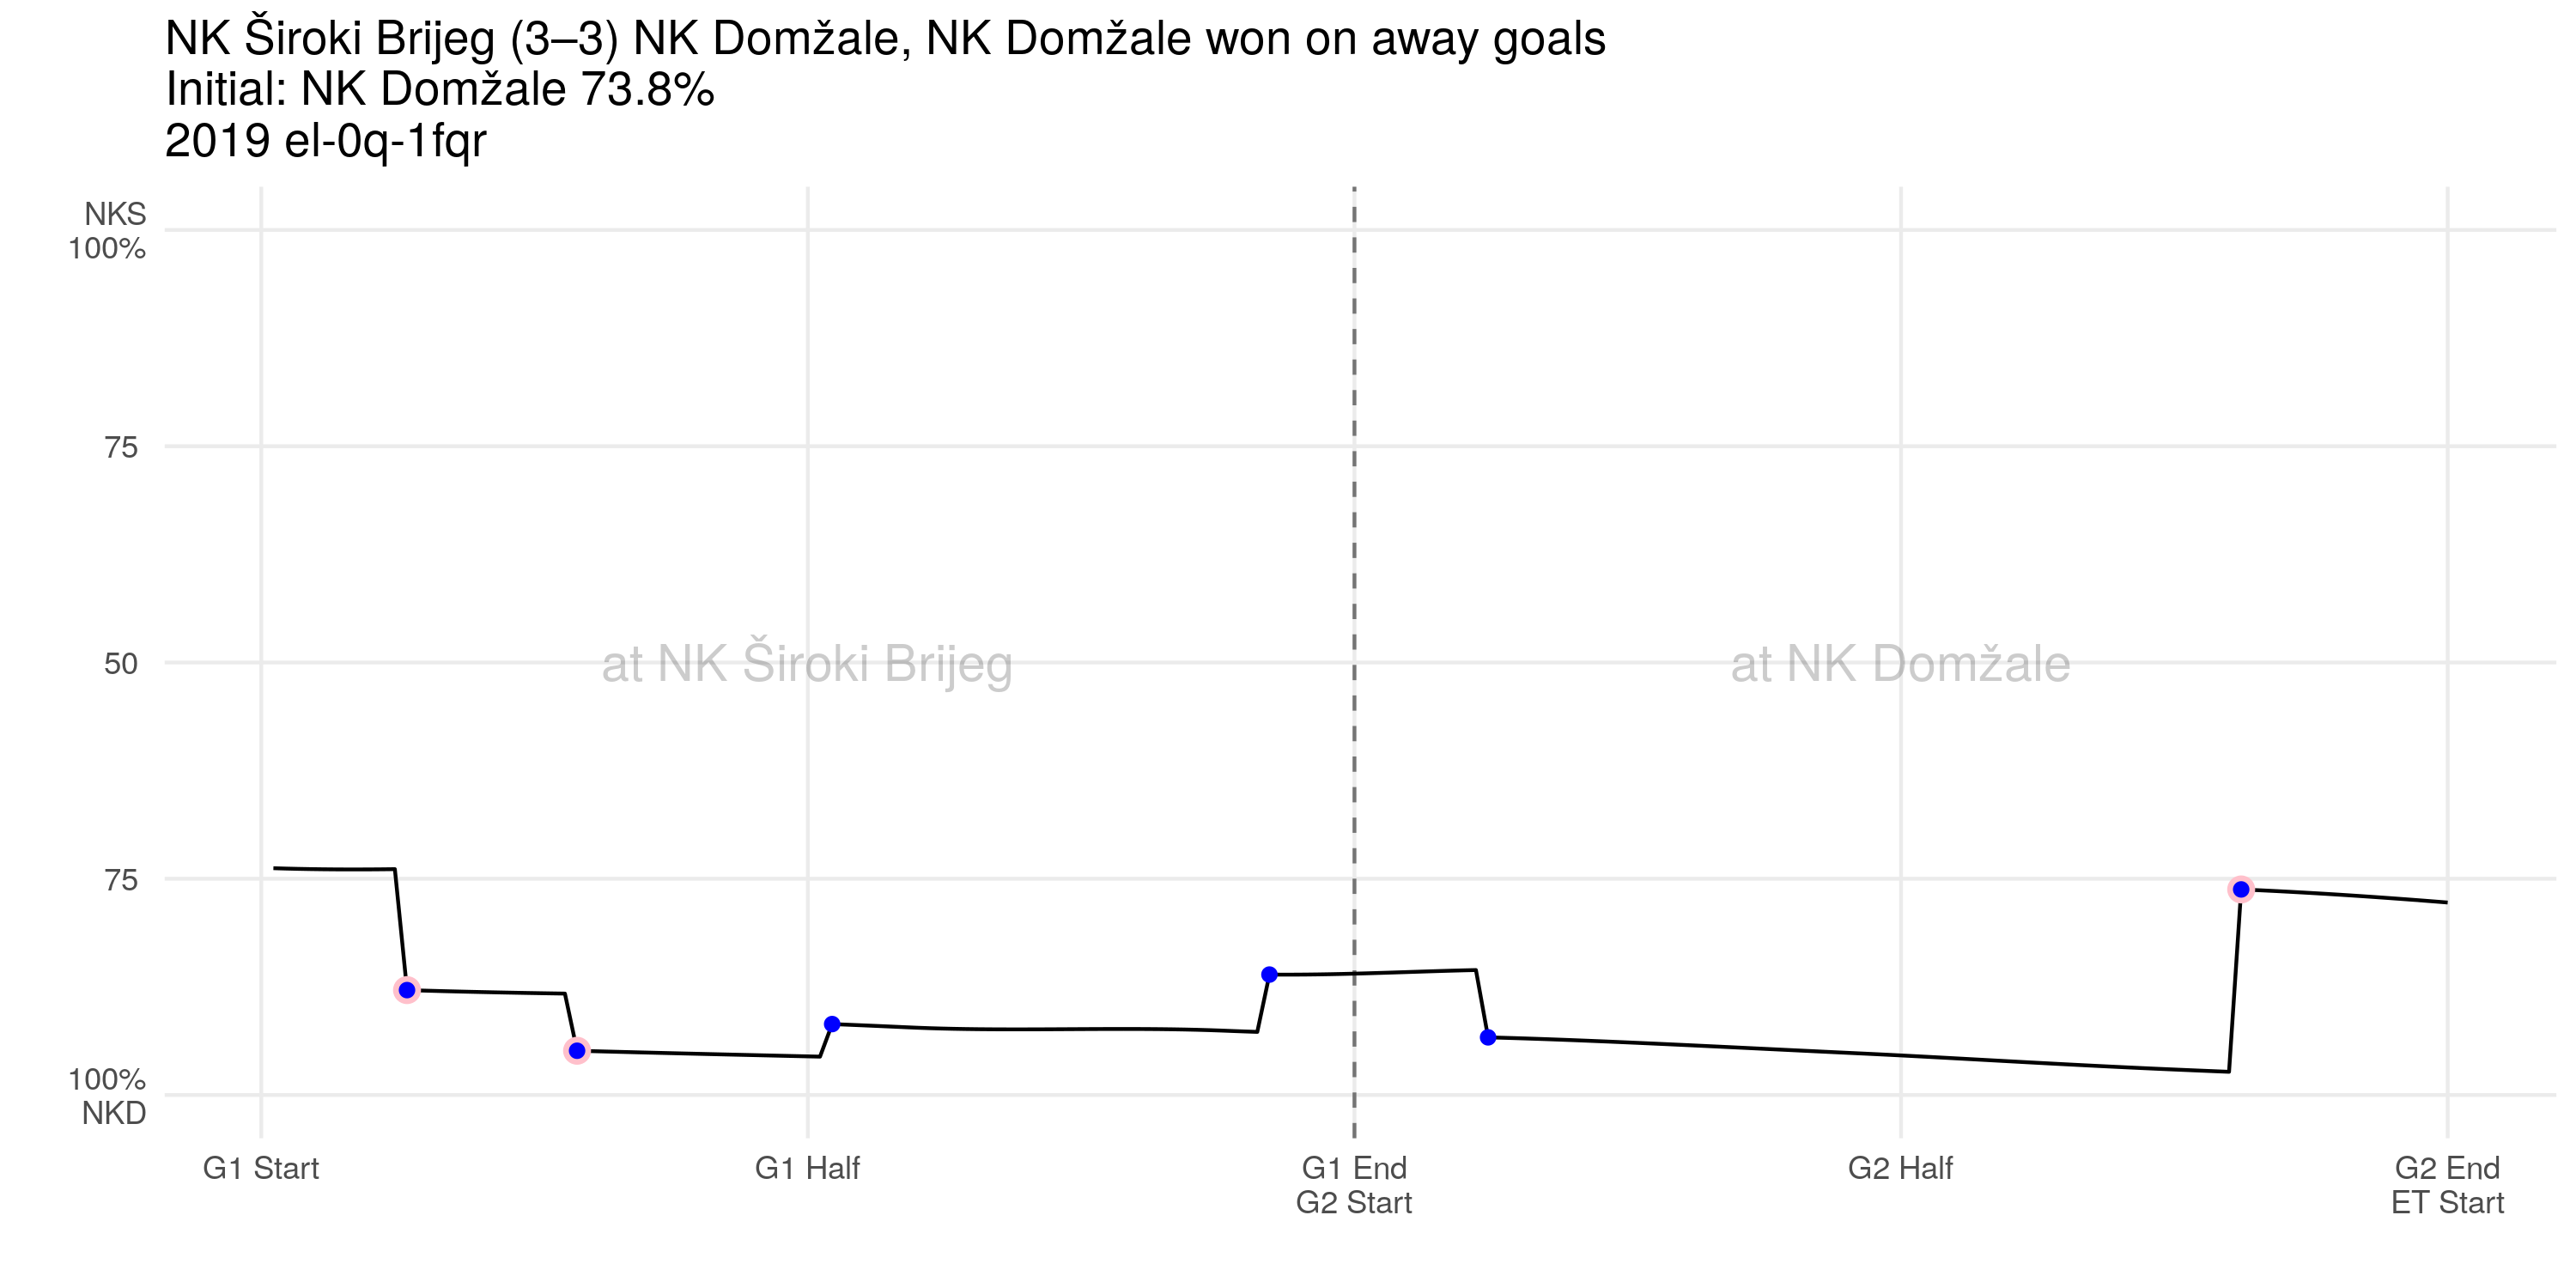 NK Široki Brijeg (3–3) NK Domžale, NK Domžale won on away goals
Initial: NK Domžale 73.8%
2019 el-0q-1fqr
NKS
100%
75
50
75
100%
NKD
at NK Široki Brijeg
at NK Domžale
G1 Start
G1 Half
G1 End
G2 Start
G2 Half
G2 End
ET Start